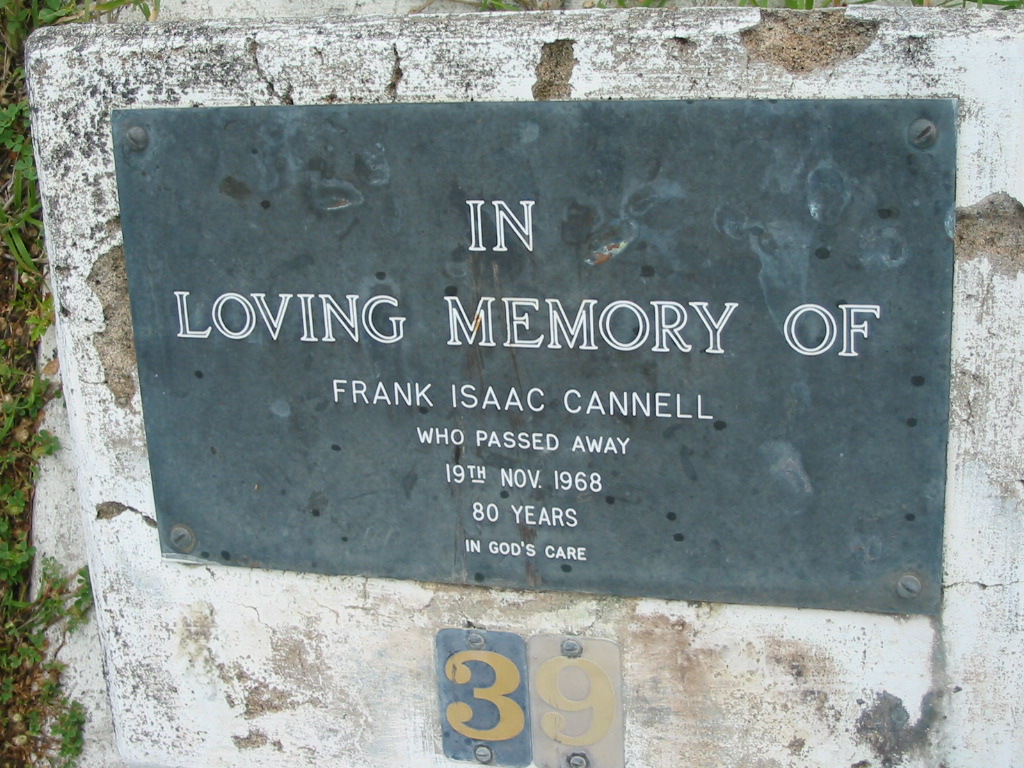 IN
LOVING MEMORY OF
FRANK ISAAC CANNELL
WHO PASSED AWAY
19TH NOV. 1968
80 YEARS
IN GOD'S CARE
39